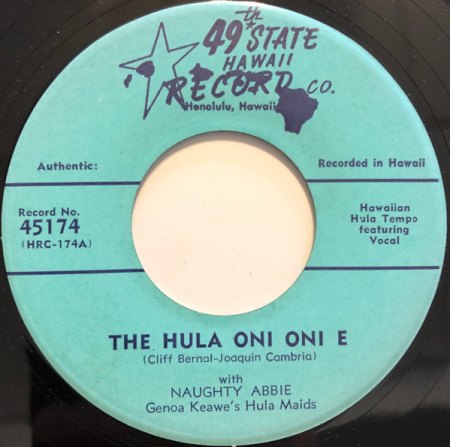 49th STATE
HAWAII
RECORD CO.
Honolulu, Hawaii
Authentic:
Recorded in Hawaii
Record No.
45174
(HRC-174A)
Hawaiian
Hula Tempo
featuring
Vocal
THE HULA ONI ONI E
(Cliff Bernal-Joaquin Cambria)
with
NAUGHTY ABBIE
Genoa Keawe's Hula Maids